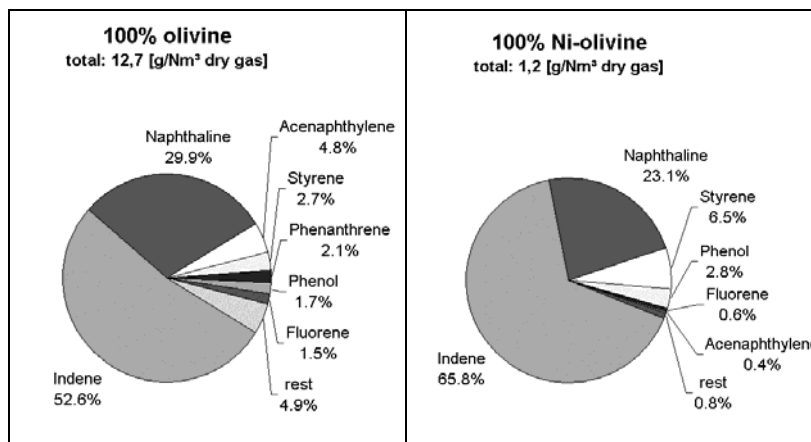 100% olivine
total: 12,7 [g/Nm³ dry gas]
Naphthaline
29.9%
Acenaphthylene
4.8%
Styrene
2.7%
Phenanthrene
2.1%
Phenol
1.7%
Fluorene
1.5%
rest
4.9%
Indene
52.6%
100% Ni-olivine
total: 1,2 [g/Nm³ dry gas]
Naphthaline
23.1%
Styrene
6.5%
Phenol
2.8%
Fluorene
0.6%
Acenaphthylene
0.4%
rest
0.8%
Indene
65.8%